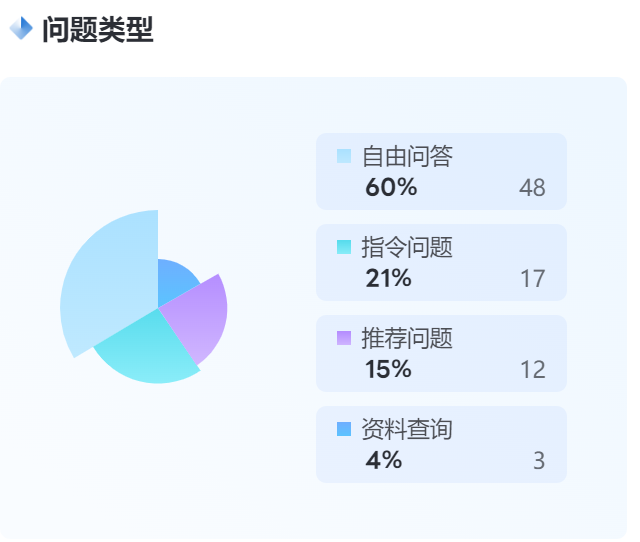 问题类型
自由问答
60% 48
指令问题
21% 17
推荐问题
15% 12
资料查询
4% 3